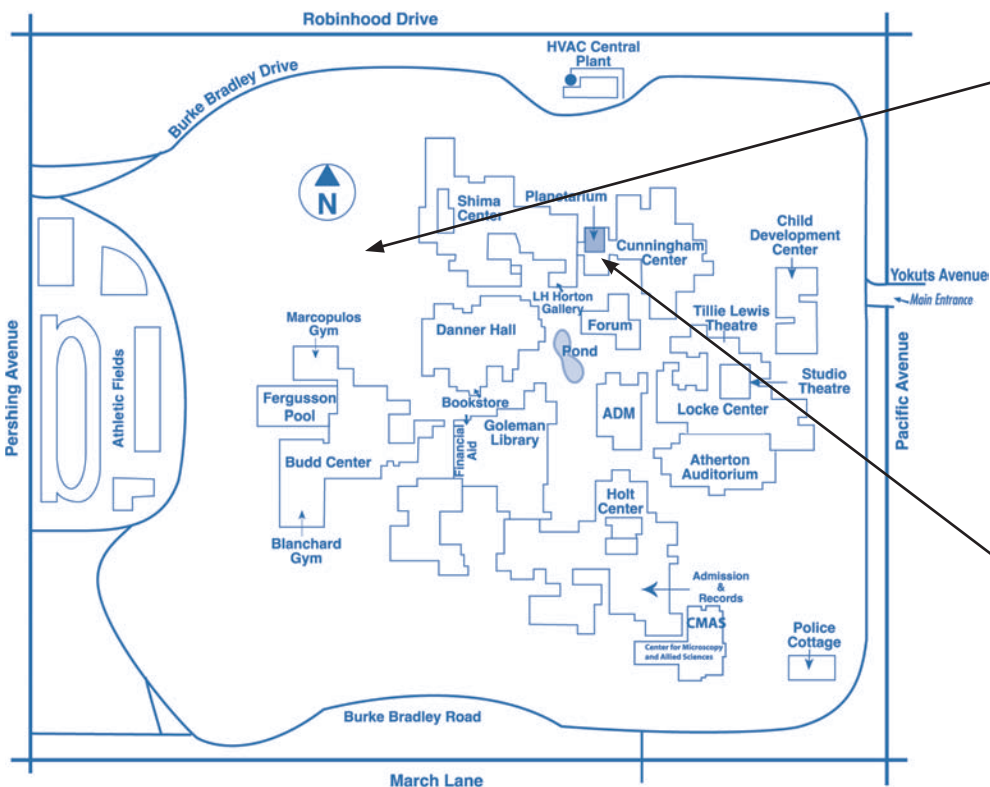 Robinhood Drive
HVAC Central
Plant
Burke Bradley Drive
N
Shima
Center
Planetarium
Cunningham
Center
Child
Development
Center
Yokuts Avenue
Main Entrance
LH Horton
Gallery
Marcopulos
Gym
Danner Hall
Forum
Pond
Tillie Lewis
Theatre
Studio
Theatre
Pershing Avenue
Athletic Fields
Pacific Avenue
Fergusson
Pool
Bookstore
Goleman
Library
Financial
Aid
ADM
Locke Center
Budd Center
Atherton
Auditorium
Holt
Center
Blanchard
Gym
Admission
&
Records
CMAS
Center for Microscopy
and Allied Sciences
Police
Cottage
Burke Bradley Road
March Lane